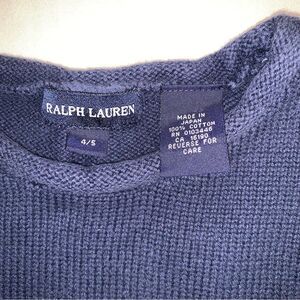 RALPH LAUREN
4/5
MADE IN
JAPAN
100% COTTON
RN 0103446
CA 16190
REVERSE FOR
CARE